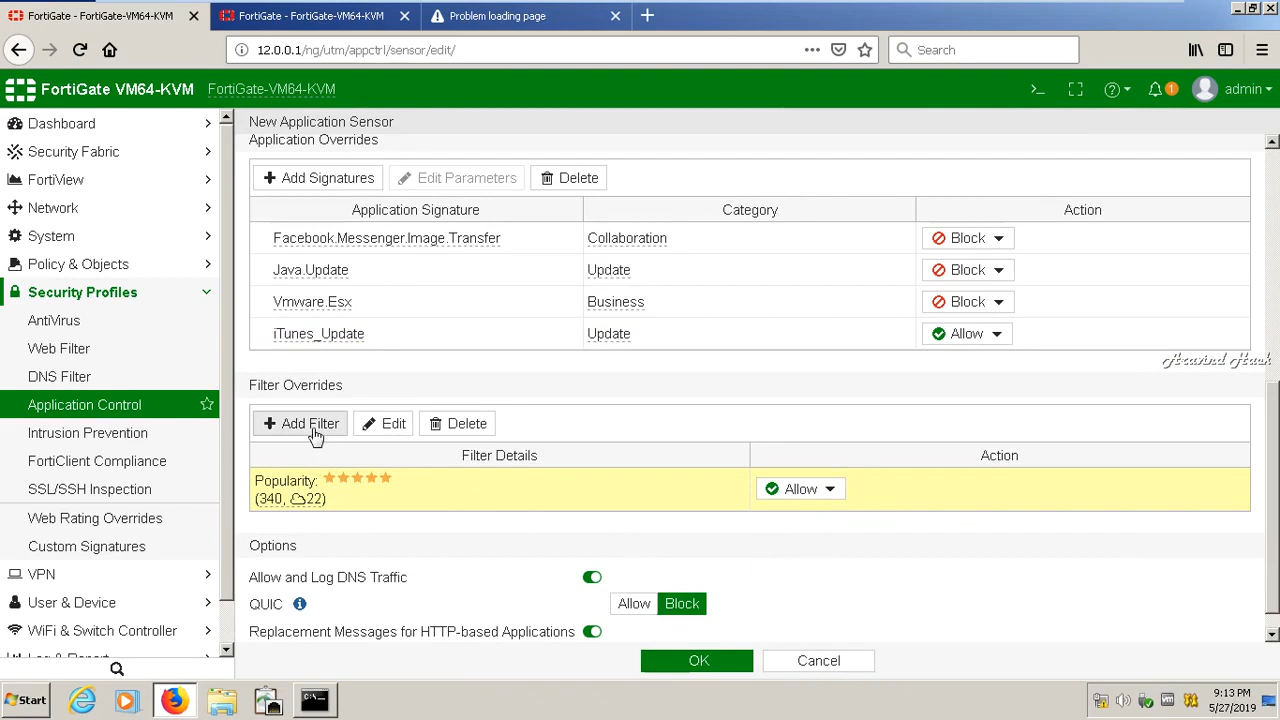 FortiGate - FortiGate-VM64-KVM
FortiGate - FortiGate-VM64-KVM
Problem loading page
12.0.0.1/ng/utm/appctrl/sensor/edit/
Search
FortiGate VM64-KVM
FortiGate-VM64-KVM
1
admin
Dashboard
Security Fabric
FortiView
Network
System
Policy & Objects
Security Profiles
AntiVirus
Web Filter
DNS Filter
Application Control
Intrusion Prevention
FortiClient Compliance
SSL/SSH Inspection
Web Rating Overrides
Custom Signatures
VPN
User & Device
WiFi & Switch Controller
Log & Report
New Application Sensor
Application Overrides
Add Signatures Edit Parameters Delete
Application Signature Category Action
Facebook.Messenger.Image.Transfer Collaboration Block
Java.Update Update Block
Vmware.Esx Business Block
iTunes_Update Update Allow
Aravind Hack
Filter Overrides
Add Filter Edit Delete
Filter Details Action
Popularity: ★★★★★
(340, 22) Allow
Options
Allow and Log DNS Traffic
QUIC Allow Block
Replacement Messages for HTTP-based Applications
OK Cancel
Start
9:13 PM
5/27/2019